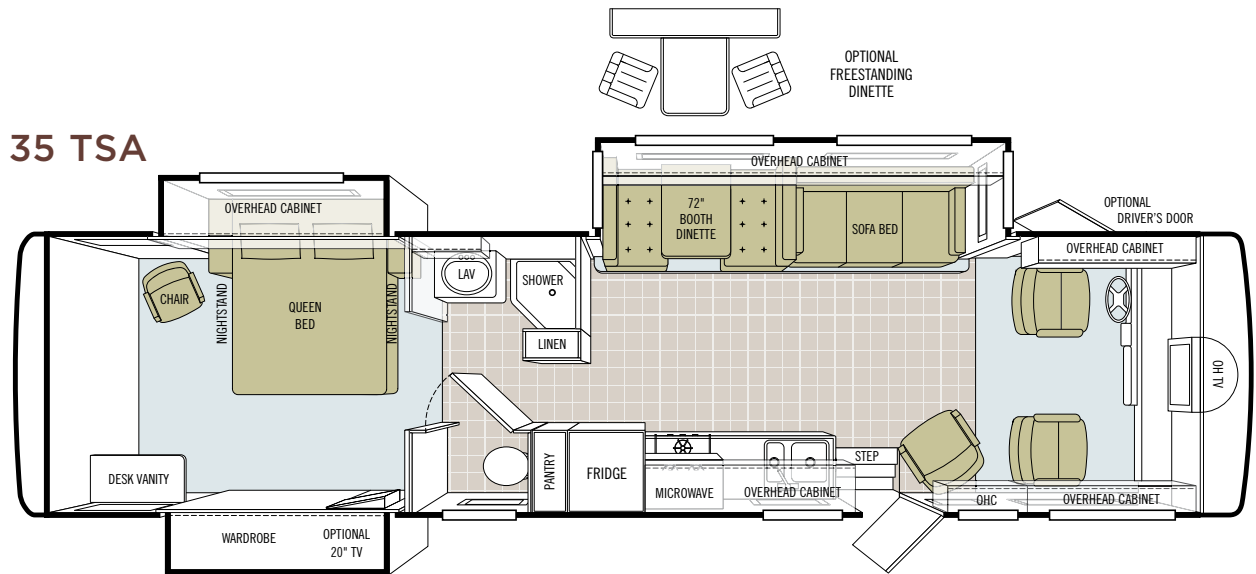 OPTIONAL
FREESTANDING
DINETTE
35 TSA
OVERHEAD CABINET
OVERHEAD CABINET
72"
BOOTH
DINETTE
SOFA BED
OPTIONAL
DRIVER'S DOOR
OVERHEAD CABINET
LAV
SHOWER
CHAIR
NIGHTSTAND
QUEEN
BED
NIGHTSTAND
LINEN
OH TV
DESK VANITY
PANTRY
FRIDGE
MICROWAVE
OVERHEAD CABINET
STEP
OHC
OVERHEAD CABINET
WARDROBE
OPTIONAL
20" TV